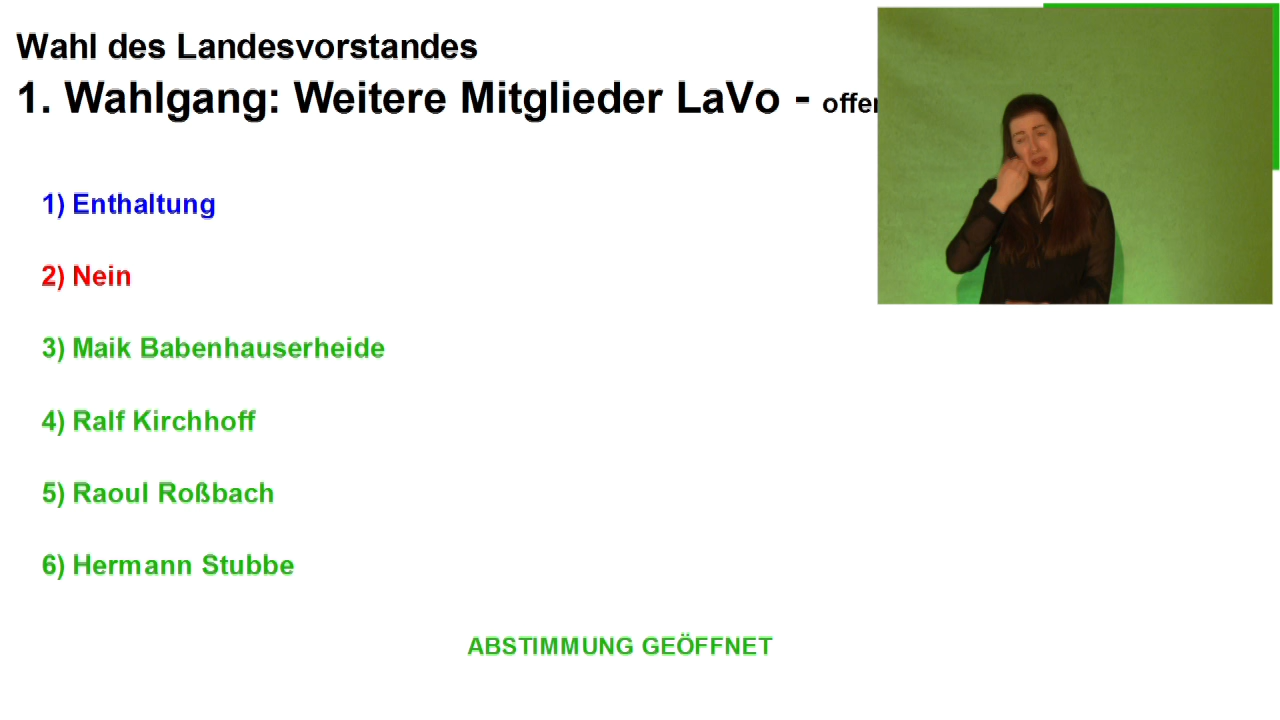 Wahl des Landesvorstandes
1. Wahlgang: Weitere Mitglieder LaVo -
1) Enthaltung
2) Nein
3) Maik Babenhauserheide
4) Ralf Kirchhoff
5) Raoul Roßbach
6) Hermann Stubbe
ABSTIMMUNG GEÖFFNET